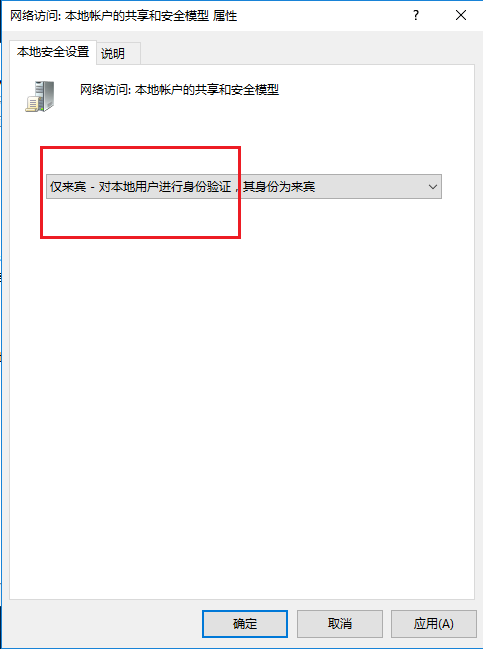 网络访问: 本地帐户的共享和安全模型 属性
本地安全设置 说明
网络访问: 本地帐户的共享和安全模型
仅来宾 - 对本地用户进行身份验证，其身份为来宾
确定 取消 应用(A)